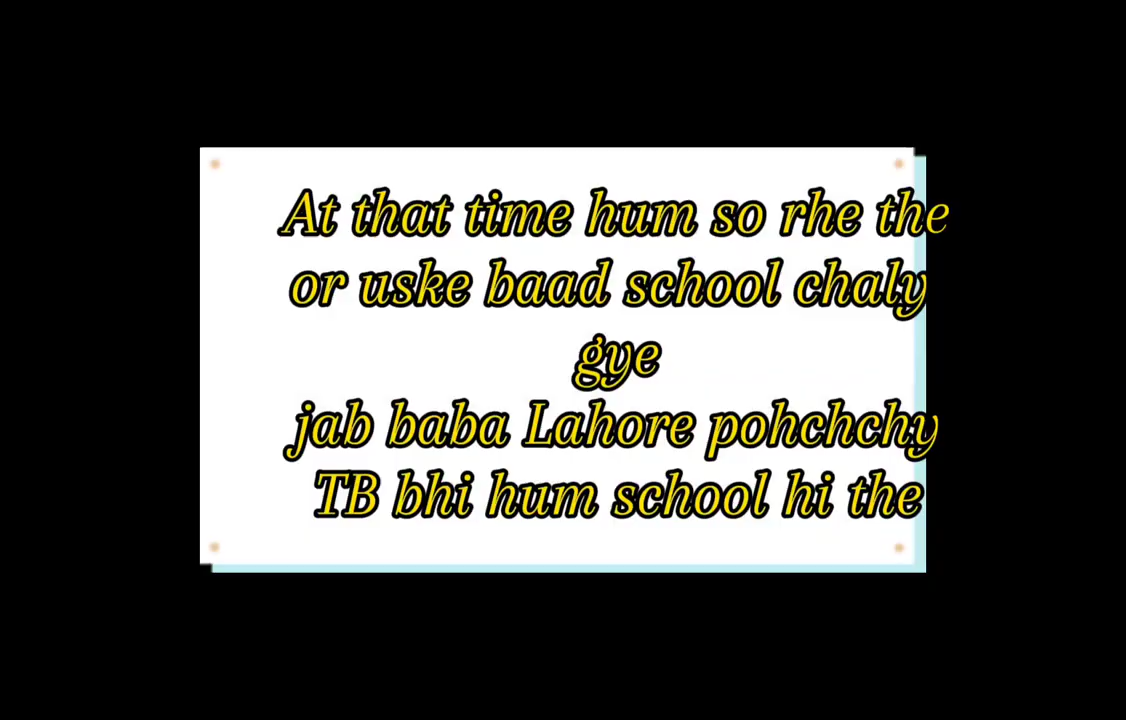 At that time hum so rhe the
or uske baad school chaly
gye
jab baba Lahore pohchchy
TB bhi hum school hi the